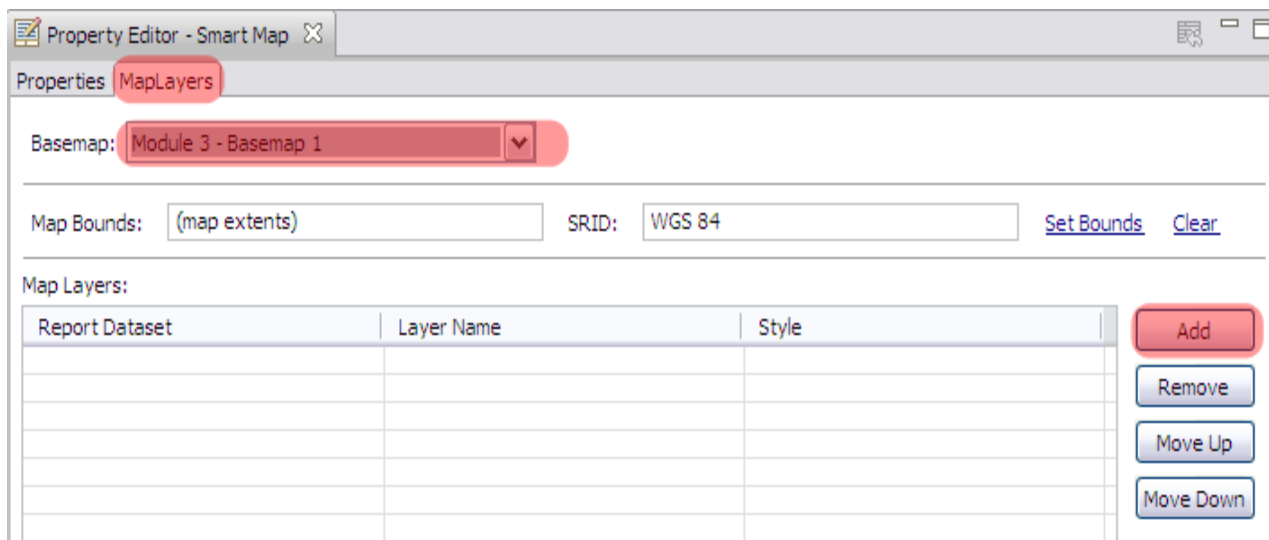 Property Editor - Smart Map
Properties MapLayers
Basemap: Module 3 - Basemap 1
Map Bounds: (map extents) SRID: WGS 84 Set Bounds Clear
Map Layers:
Report Dataset Layer Name Style
Add
Remove
Move Up
Move Down